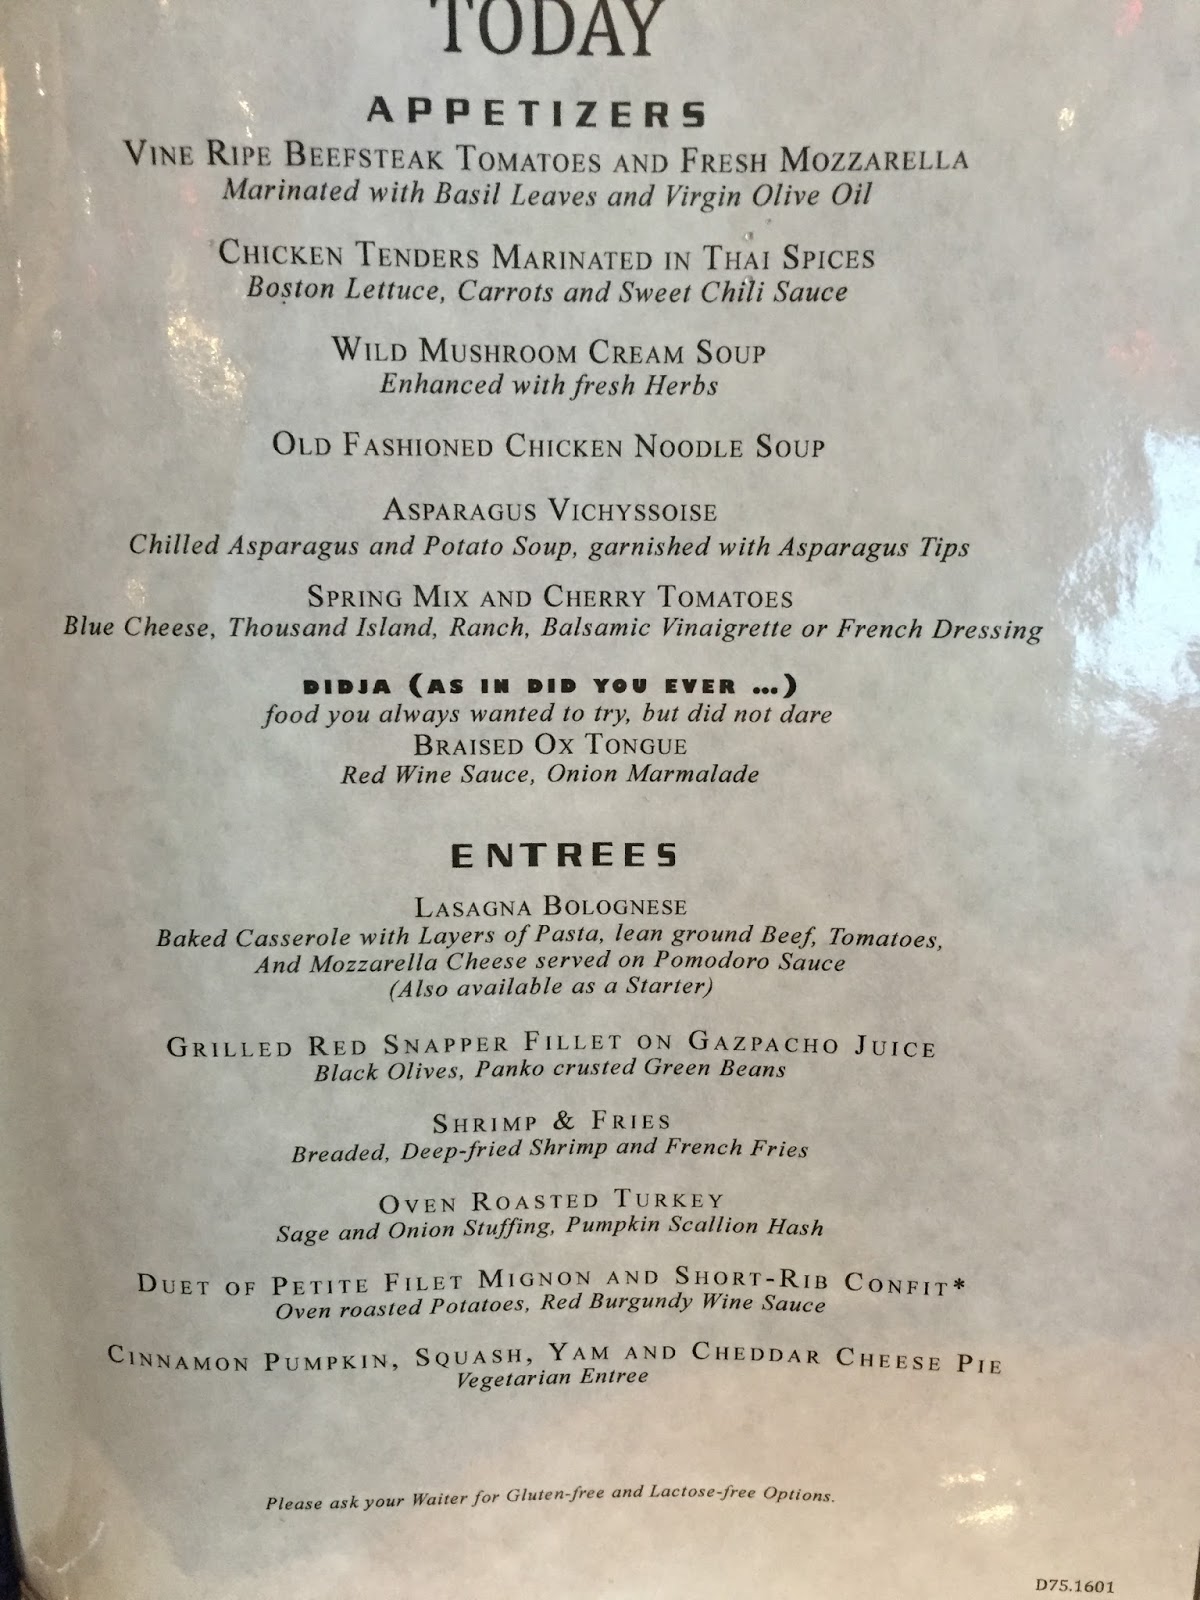 TODAY
APPETIZERS
VINE RIPE BEEFSTEAK TOMATOES AND FRESH MOZZARELLA
Marinated with Basil Leaves and Virgin Olive Oil
CHICKEN TENDERS MARINATED IN THAI SPICES
Boston Lettuce, Carrots and Sweet Chili Sauce
WILD MUSHROOM CREAM SOUP
Enhanced with fresh Herbs
OLD FASHIONED CHICKEN NOODLE SOUP
ASPARAGUS VICHYSSOISE
Chilled Asparagus and Potato Soup, garnished with Asparagus Tips
SPRING MIX AND CHERRY TOMATOES
Blue Cheese, Thousand Island, Ranch, Balsamic Vinaigrette or French Dressing
DIDJA (AS IN DID YOU EVER ...)
food you always wanted to try, but did not dare
BRAISED OX TONGUE
Red Wine Sauce, Onion Marmalade
ENTREES
LASAGNA BOLOGNESE
Baked Casserole with Layers of Pasta, lean ground Beef, Tomatoes,
And Mozzarella Cheese served on Pomodoro Sauce
(Also available as a Starter)
GRILLED RED SNAPPER FILLET ON GAZPACHO JUICE
Black Olives, Panko crusted Green Beans
SHRIMP & FRIES
Breaded, Deep-fried Shrimp and French Fries
OVEN ROASTED TURKEY
Sage and Onion Stuffing, Pumpkin Scallion Hash
DUET OF PETITE FILET MIGNON AND SHORT-RIB CONFIT*
Oven roasted Potatoes, Red Burgundy Wine Sauce
CINNAMON PUMPKIN, SQUASH, YAM AND CHEDDAR CHEESE PIE
Vegetarian Entree
Please ask your Waiter for Gluten-free and Lactose-free Options.
D75.1601